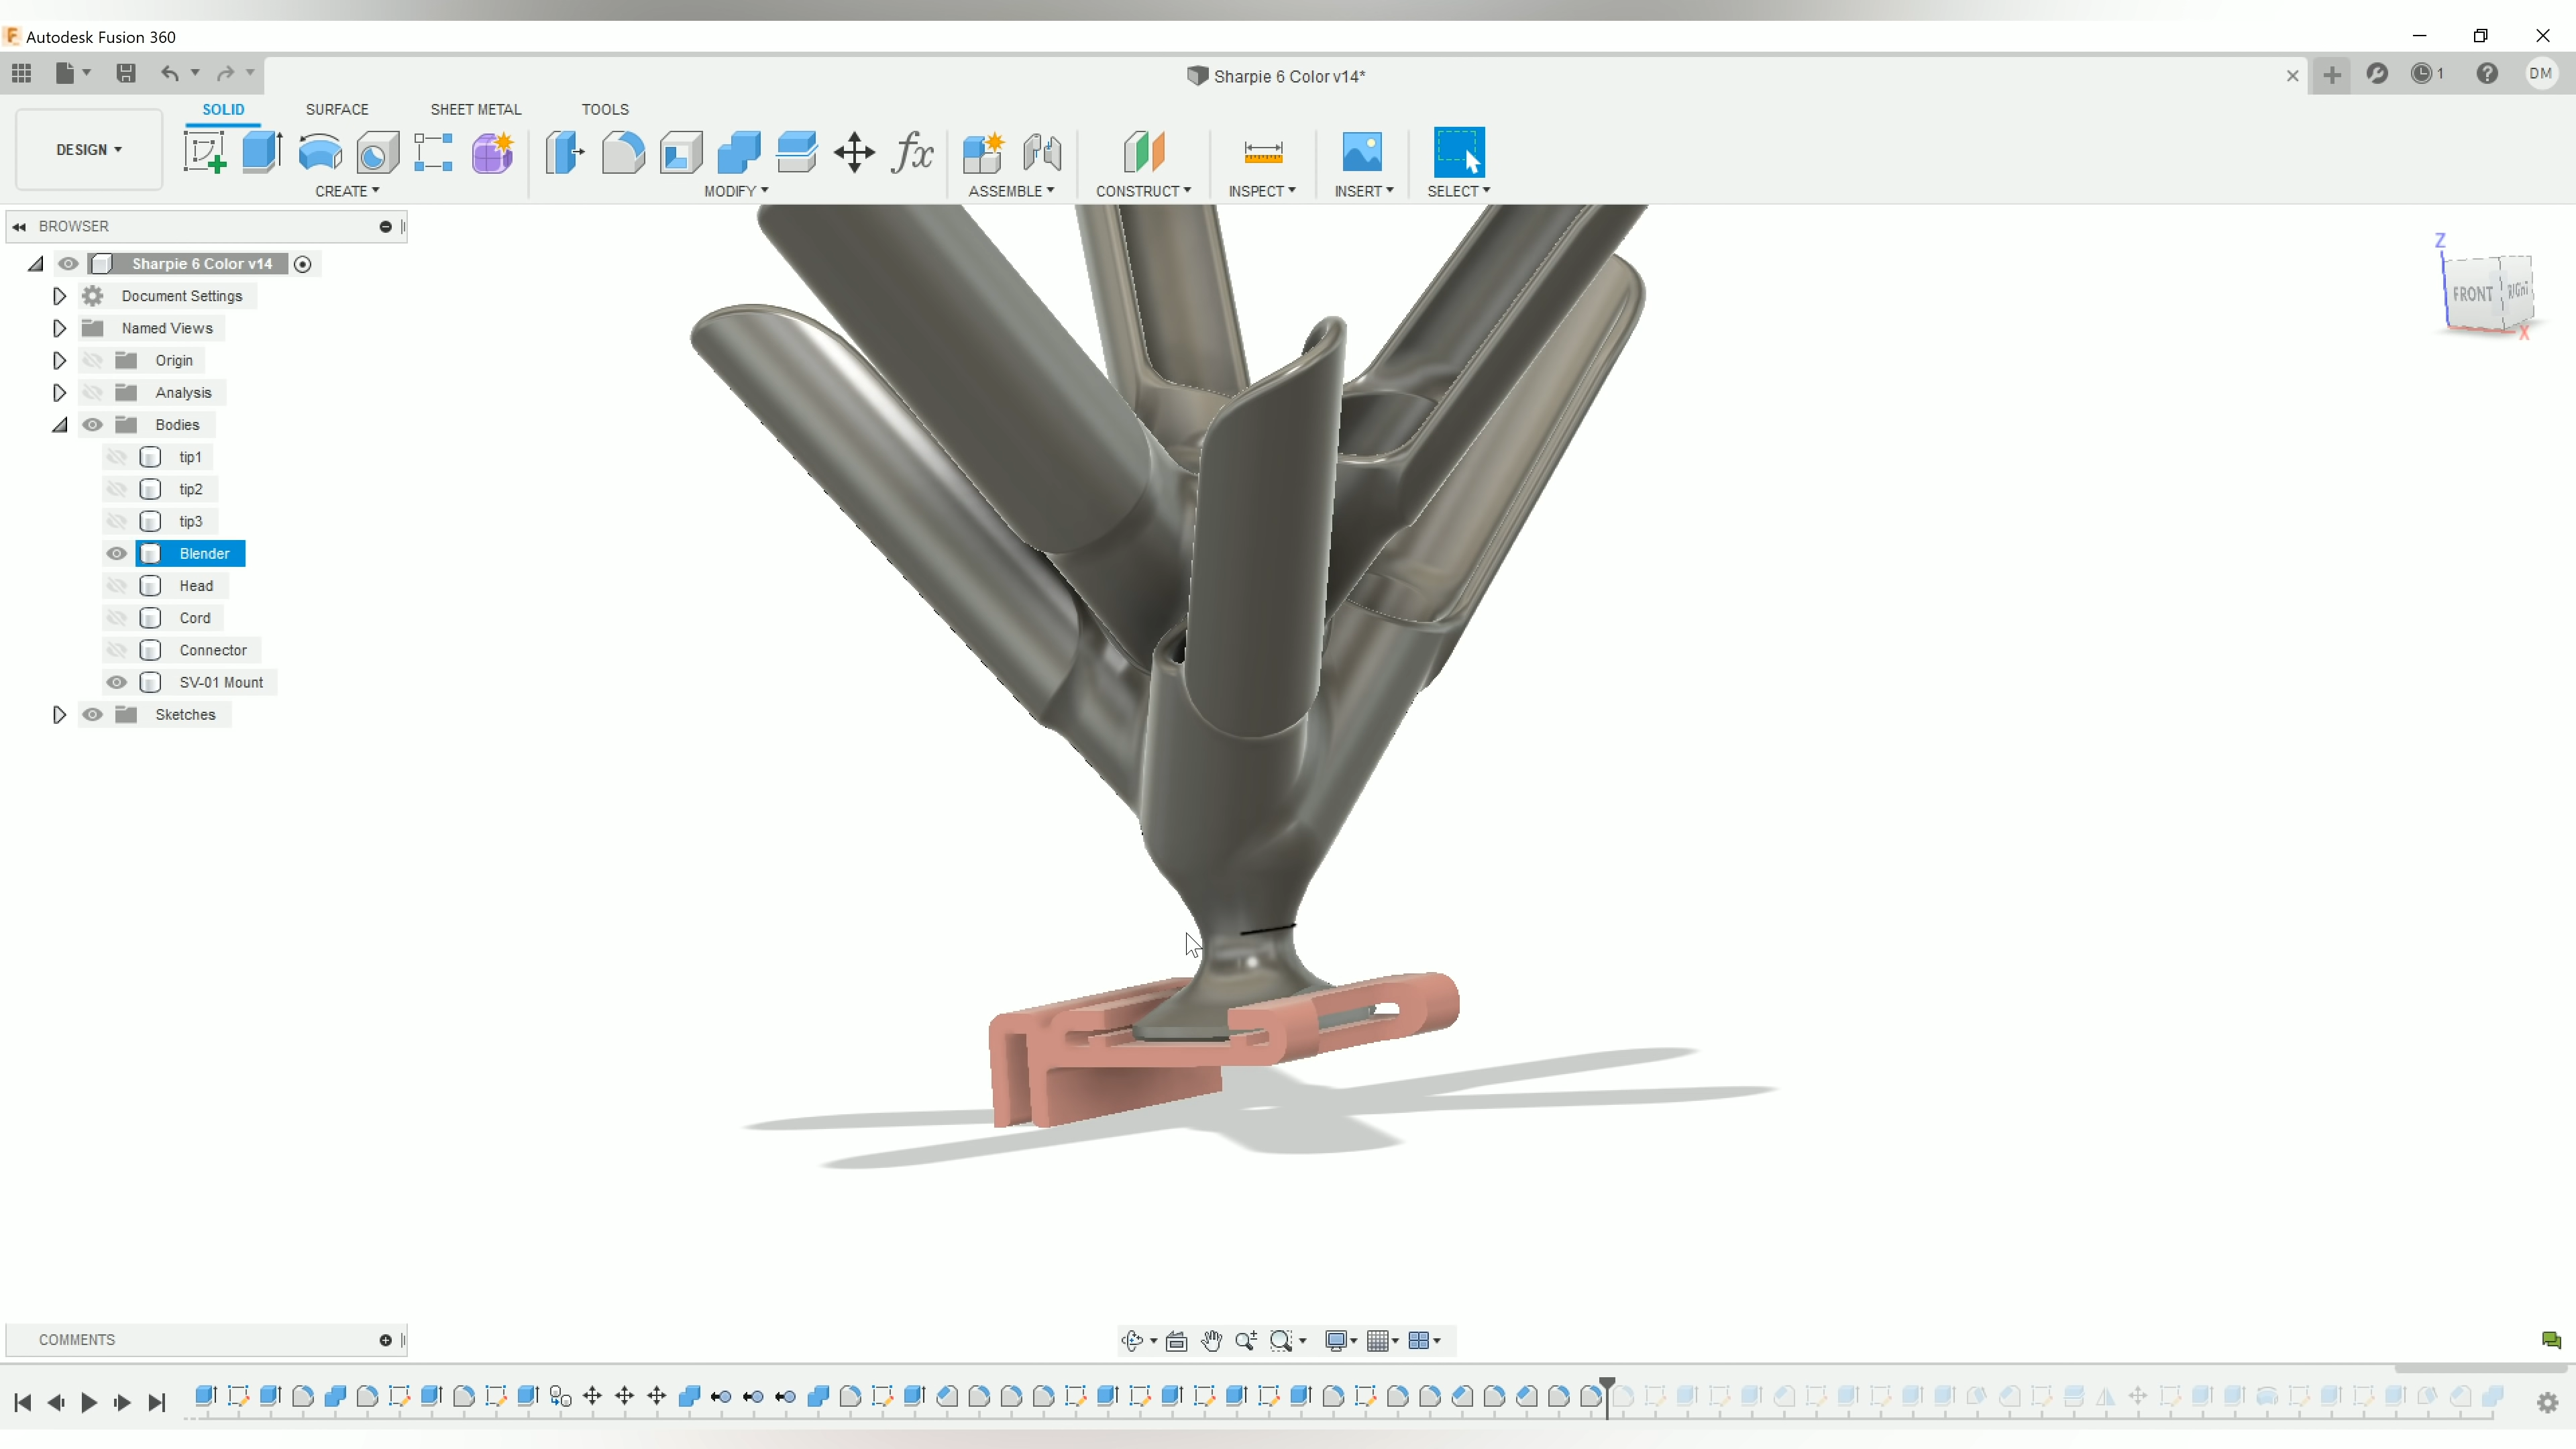 Autodesk Fusion 360
Sharpie 6 Color v14*
1
DM
SOLID SURFACE SHEET METAL TOOLS
DESIGN
CREATE MODIFY ASSEMBLE CONSTRUCT INSPECT INSERT SELECT
BROWSER
Sharpie 6 Color v14
Document Settings
Named Views
Origin
Analysis
Bodies
tip1
tip2
tip3
Blender
Head
Cord
Connector
SV-01 Mount
Sketches
Z
FRONT RIGHT
X
COMMENTS